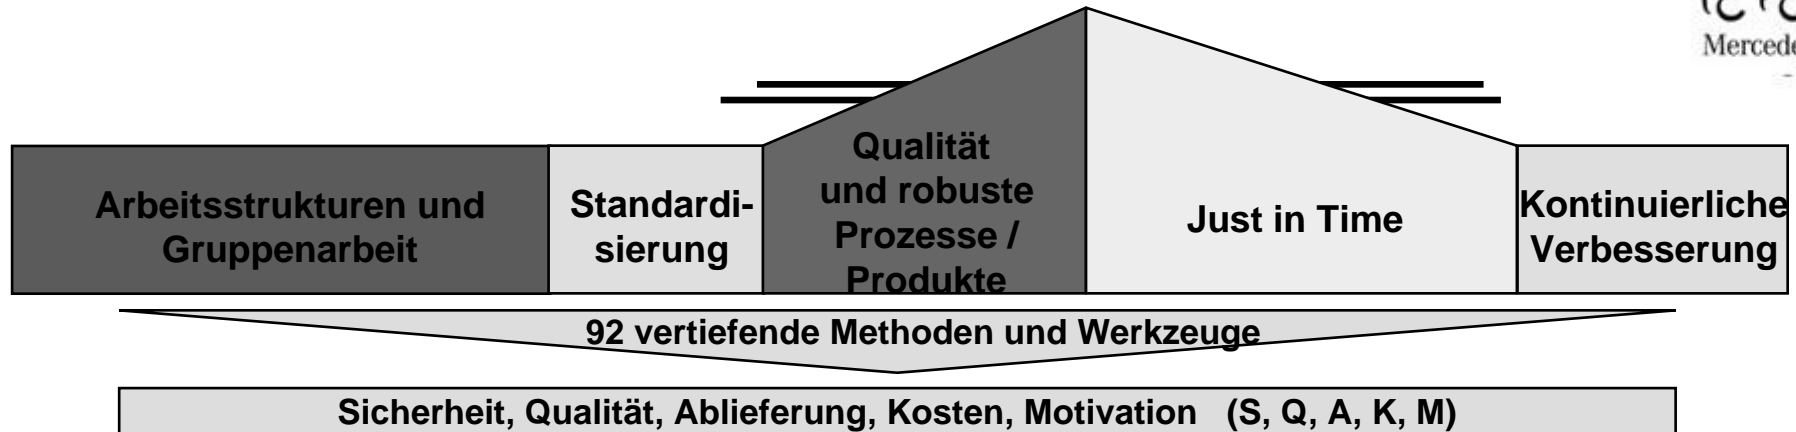 Arbeitsstrukturen und
Gruppenarbeit
Standardi-
sierung
Qualität
und robuste
Prozesse /
Produkte
Just in Time
Kontinuierliche
Verbesserung
92 vertiefende Methoden und Werkzeuge
Sicherheit, Qualität, Ablieferung, Kosten, Motivation (S, Q, A, K, M)